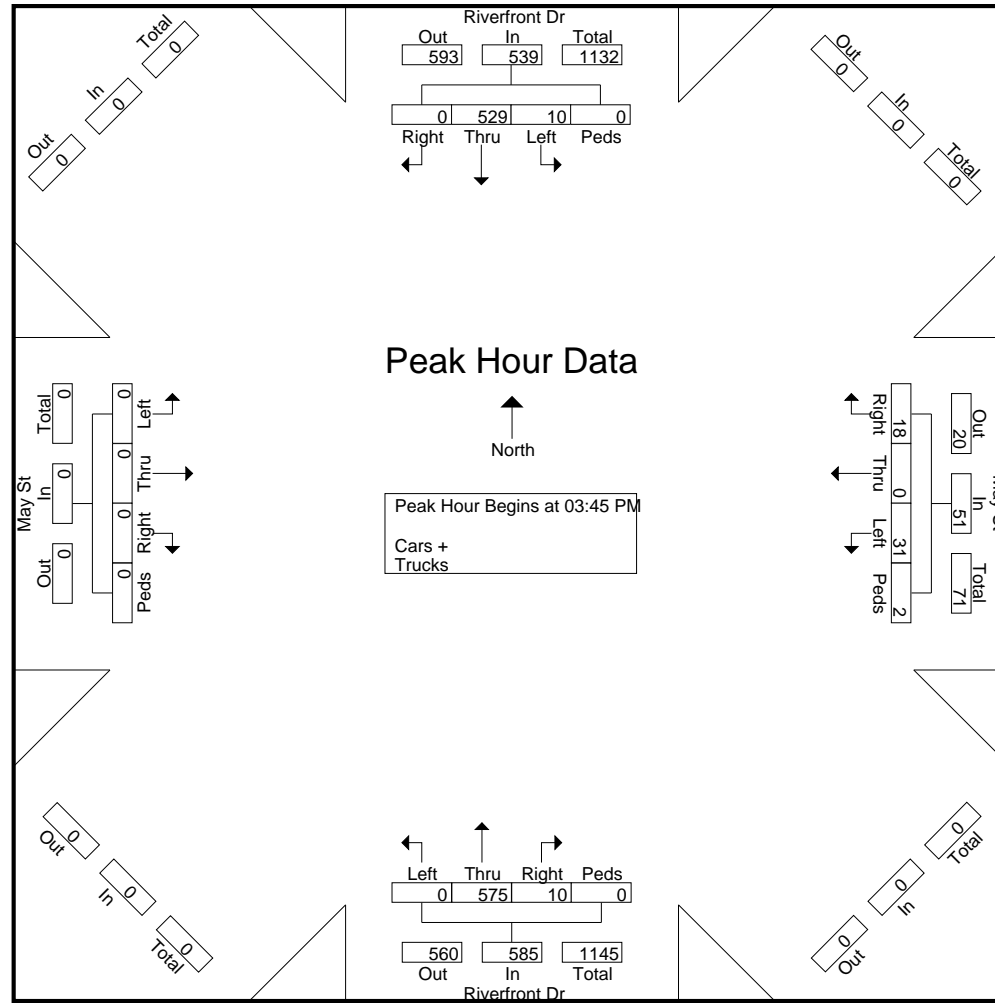 Riverfront Dr
Out In Total
593 539 1132
0 529 10 0
Right Thru Left Peds
Total
0
In
0
Out
0
Out
0
In
0
Total
0
Peak Hour Data
North
Peak Hour Begins at 03:45 PM
Cars +
Trucks
May St
Total In Out
0 0 0
0 0 0 0
Left Thru Right Peds
Right Thru Left Peds
18 0 31 2
Out In Total
20 51 71
Out
0
In
0
Total
0
Total
0
In
0
Out
0
Left Thru Right Peds
0 575 10 0
560 585 1145
Out In Total
Riverfront Dr